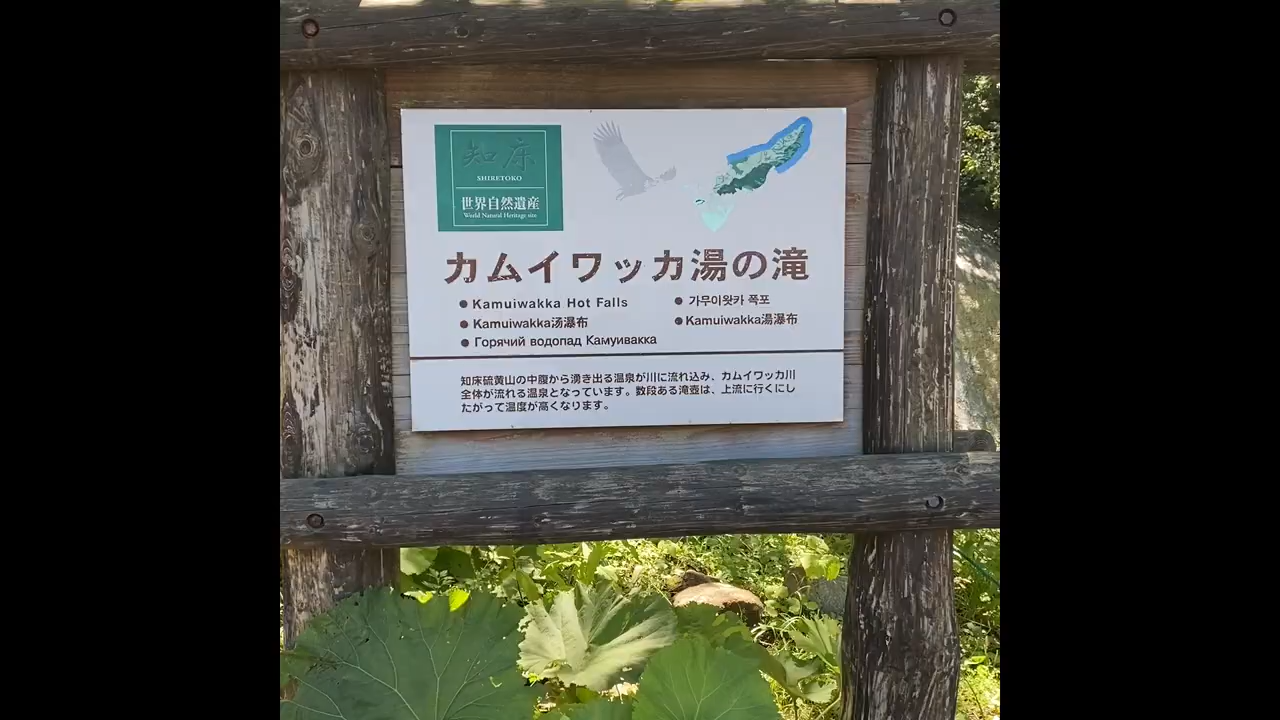 知床
SHIRETOKO
世界自然遺産
World Natural Heritage site
カムイワッカ湯の滝
● Kamuiwakka Hot Falls
● 가무이왓카 폭포
● Kamuiwakka汤瀑布
● Kamuiwakka湯瀑布
● Горячий водопад Камуивакка
知床硫黄山の中腹から湧き出る温泉が川に流れ込み、カムイワッカ川
全体が流れる温泉となっています。数段ある滝壺は、上流に行くにし
たがって温度が高くなります。